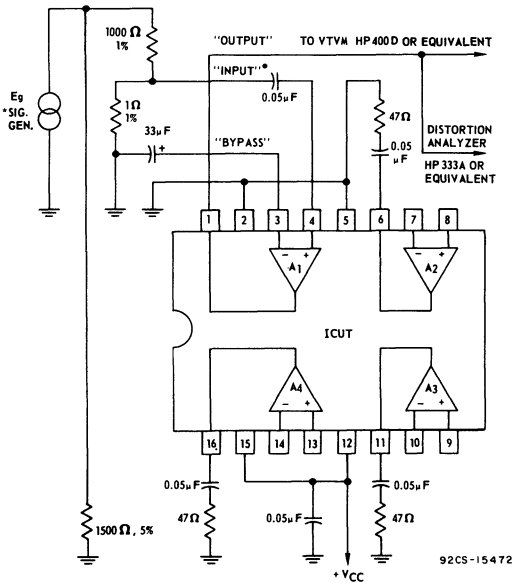 1000 Ω
1%
"OUTPUT"
TO VTVM HP400D OR EQUIVALENT
"INPUT"*
0.05µF
Eg
*SIG.
GEN.
1Ω
1%
33µF
+
"BYPASS"
47Ω
0.05
µF
DISTORTION
ANALYZER
HP333A OR
EQUIVALENT
1 2 3 4 5 6 7 8
- +
A1
- +
A2
ICUT
A4
- +
A3
- +
16 15 14 13 12 11 10 9
0.05µF
47Ω
0.05µF
0.05µF
47Ω
1500Ω, 5%
+VCC
92CS-15472